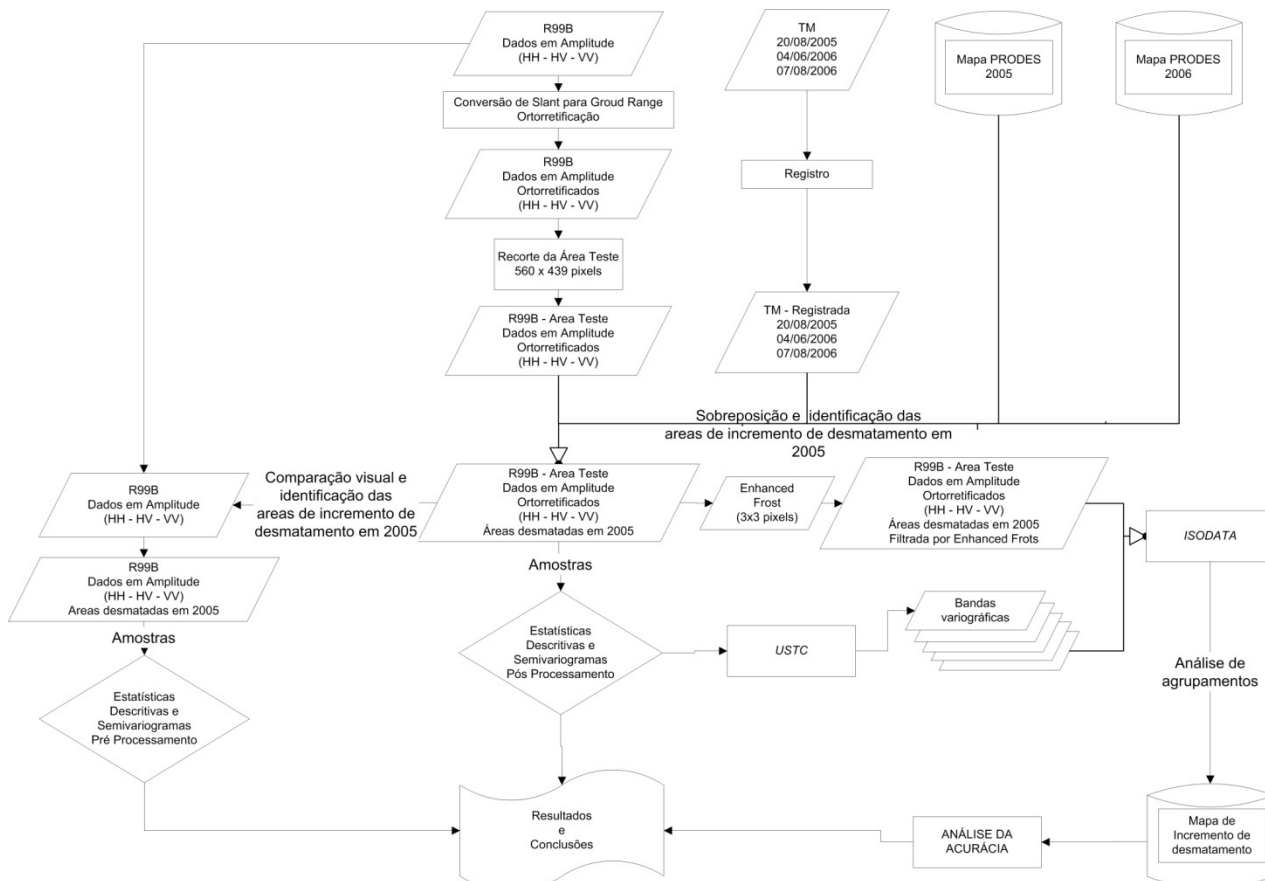 R99B
Dados em Amplitude
(HH - HV - VV)
TM
20/08/2005
04/06/2006
07/08/2006
Mapa PRODES
2005
Mapa PRODES
2006
Conversão de Slant para Groud Range
Ortorretificação
R99B
Dados em Amplitude
Ortorretificados
(HH - HV - VV)
Registro
Recorte da Área Teste
560 x 439 pixels
R99B - Area Teste
Dados em Amplitude
Ortorretificados
(HH - HV - VV)
TM - Registrada
20/08/2005
04/06/2006
07/08/2006
Sobreposição e identificação das
areas de incremento de desmatamento em
2005
R99B
Dados em Amplitude
(HH - HV - VV)
Comparação visual e
identificação das
areas de incremento de
desmatamento em 2005
R99B - Area Teste
Dados em Amplitude
Ortorretificados
(HH - HV - VV)
Áreas desmatadas em 2005
Enhanced
Frost
(3x3 pixels)
R99B - Area Teste
Dados em Amplitude
Ortorretificados
(HH - HV - VV)
Áreas desmatadas em 2005
Filtrada por Enhanced Frots
ISODATA
R99B
Dados em Amplitude
(HH - HV - VV)
Areas desmatadas em 2005
Amostras
Amostras
Estatísticas
Descritivas e
Semivariogramas
Pré Processamento
Estatísticas
Descritivas e
Semivariogramas
Pós Processamento
USTC
Bandas
variográficas
Análise de
agrupamentos
Resultados
e
Conclusões
ANÁLISE DA
ACURÁCIA
Mapa de
Incremento de
desmatamento